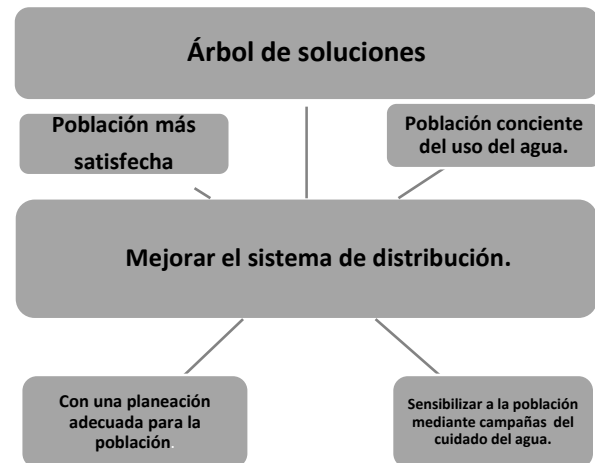 Árbol de soluciones
Población más
satisfecha
Población conciente
del uso del agua.
Mejorar el sistema de distribución.
Con una planeación
adecuada para la
población.
Sensibilizar a la población
mediante campañas del
cuidado del agua.